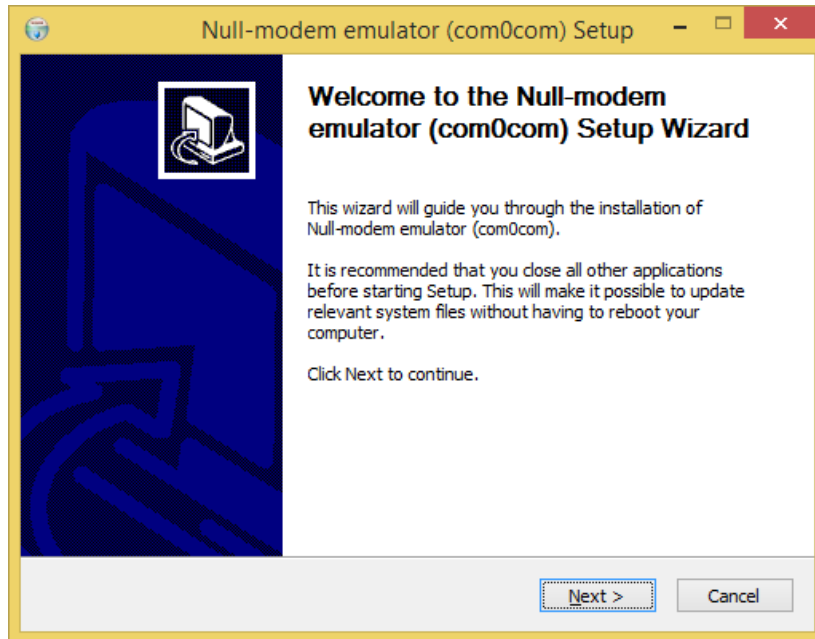 Null-modem emulator (com0com) Setup
Welcome to the Null-modem
emulator (com0com) Setup Wizard
This wizard will guide you through the installation of
Null-modem emulator (com0com).
It is recommended that you close all other applications
before starting Setup. This will make it possible to update
relevant system files without having to reboot your
computer.
Click Next to continue.
Next >
Cancel